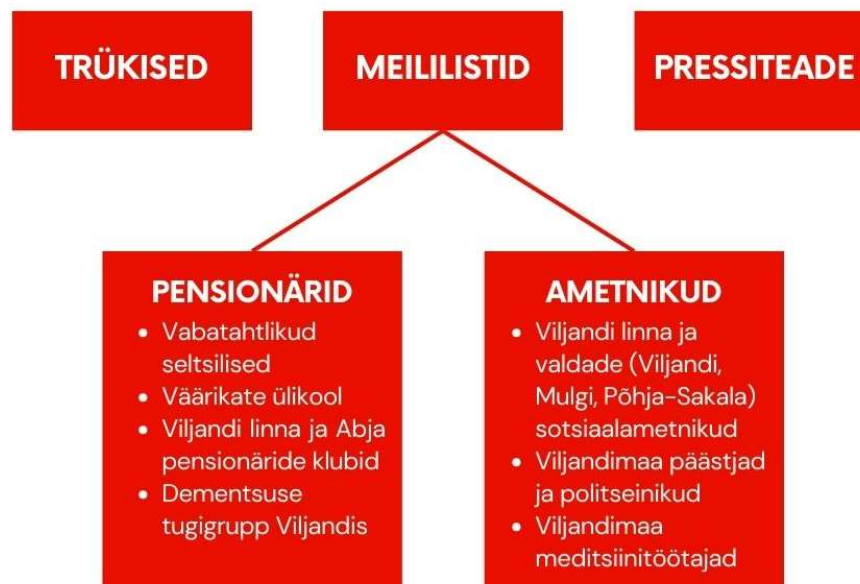 TRÜKISED
MEILILISTID
PRESSITEADE
PENSIONÄRID
• Vabatahtlikud
seltsilised
• Väärikate ülikool
• Viljandi linna ja Abja
pensionäride klubid
• Dementsuse
tugigrupp Viljandis
AMETNIKUD
• Viljandi linna ja
valdade (Viljandi,
Mulgi, Põhja-Sakala)
sotsiaalametnikud
• Viljandimaa päästjad
ja politseinikud
• Viljandimaa
meditsiinitöötajad